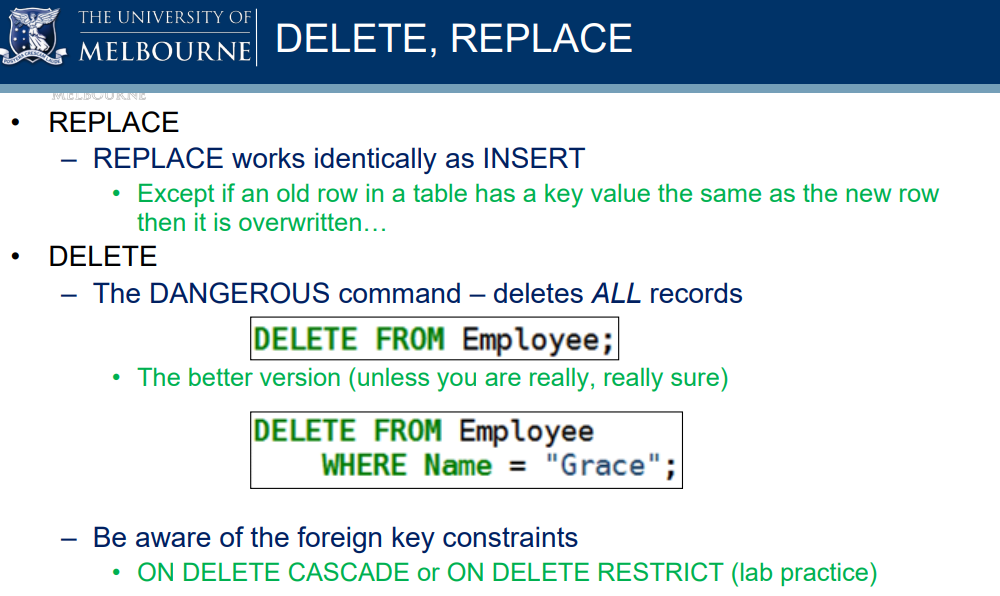 THE UNIVERSITY OF
MELBOURNE
DELETE, REPLACE
MELBOURNE
• REPLACE
– REPLACE works identically as INSERT
• Except if an old row in a table has a key value the same as the new row
then it is overwritten…
• DELETE
– The DANGEROUS command – deletes ALL records
DELETE FROM Employee;
• The better version (unless you are really, really sure)
DELETE FROM Employee
WHERE Name = "Grace";
– Be aware of the foreign key constraints
• ON DELETE CASCADE or ON DELETE RESTRICT (lab practice)